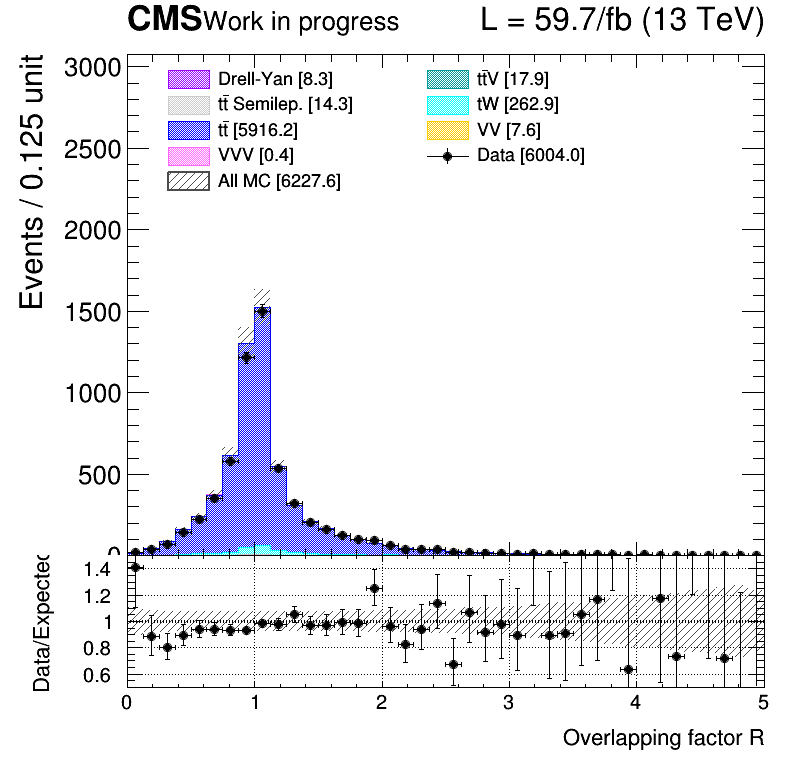 CMS Work in progress L = 59.7/fb (13 TeV)
Events / 0.125 unit
3000
2500
2000
1500
1000
500
0
Drell-Yan [8.3]
tt̄ Semilep. [14.3]
tt̄ [5916.2]
VVV [0.4]
All MC [6227.6]
tt̄V [17.9]
tW [262.9]
VV [7.6]
Data [6004.0]
Data/Expected
1.4
1.2
1
0.8
0.6
0 1 2 3 4 5
Overlapping factor R